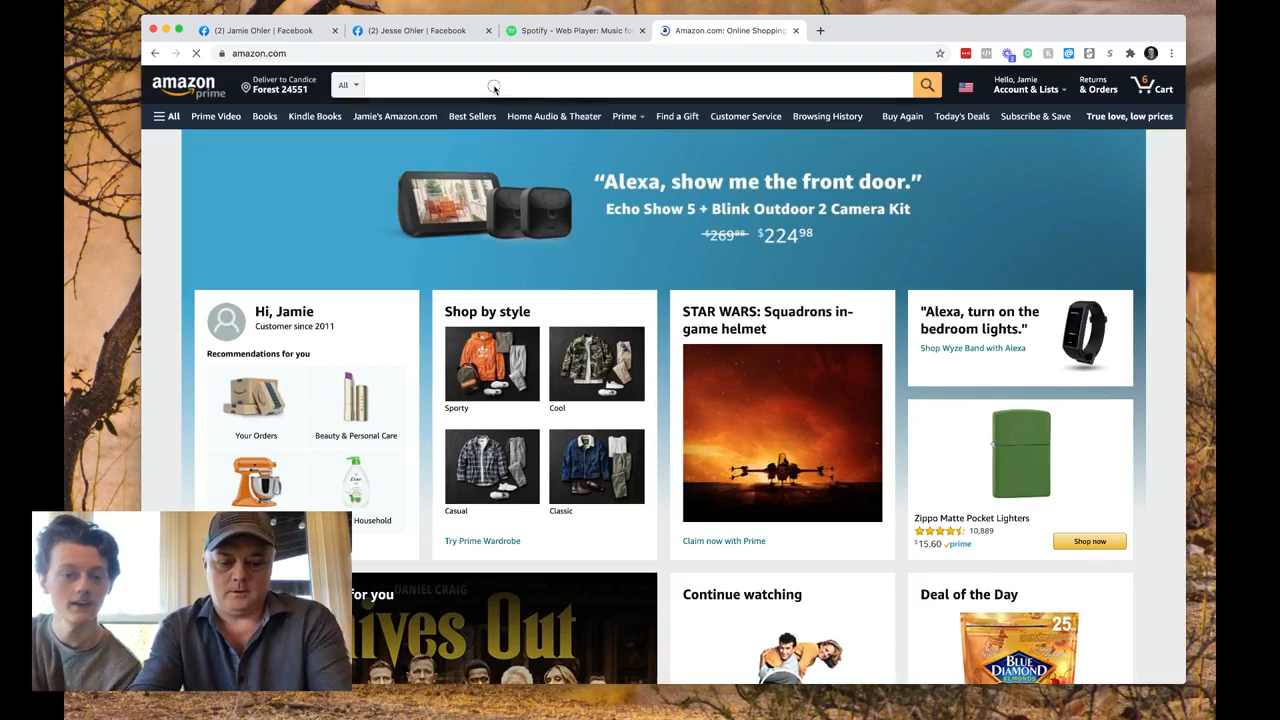 (2) Jamie Ohler | Facebook
(2) Jesse Ohler | Facebook
Spotify - Web Player: Music fo
Amazon.com: Online Shopping
amazon.com
amazon
prime
Deliver to Candice
Forest 24551
All
Hello, Jamie
Account & Lists
Returns
& Orders
6
Cart
All
Prime Video
Books
Kindle Books
Jamie's Amazon.com
Best Sellers
Home Audio & Theater
Prime
Find a Gift
Customer Service
Browsing History
Buy Again
Today's Deals
Subscribe & Save
True love, low prices
“Alexa, show me the front door.”
Echo Show 5 + Blink Outdoor 2 Camera Kit
$269.98 $224.98
Hi, Jamie
Customer since 2011
Recommendations for you
Your Orders
Beauty & Personal Care
Household
Shop by style
Sporty
Cool
Casual
Classic
Try Prime Wardrobe
STAR WARS: Squadrons in-
game helmet
Claim now with Prime
"Alexa, turn on the
bedroom lights."
Shop Wyze Band with Alexa
Zippo Matte Pocket Lighters
10,889
$15.60 prime
Shop now
for you
DANIEL CRAIG
ives Out
Continue watching
Deal of the Day
25
BLUE
DIAMOND
ALMONDS